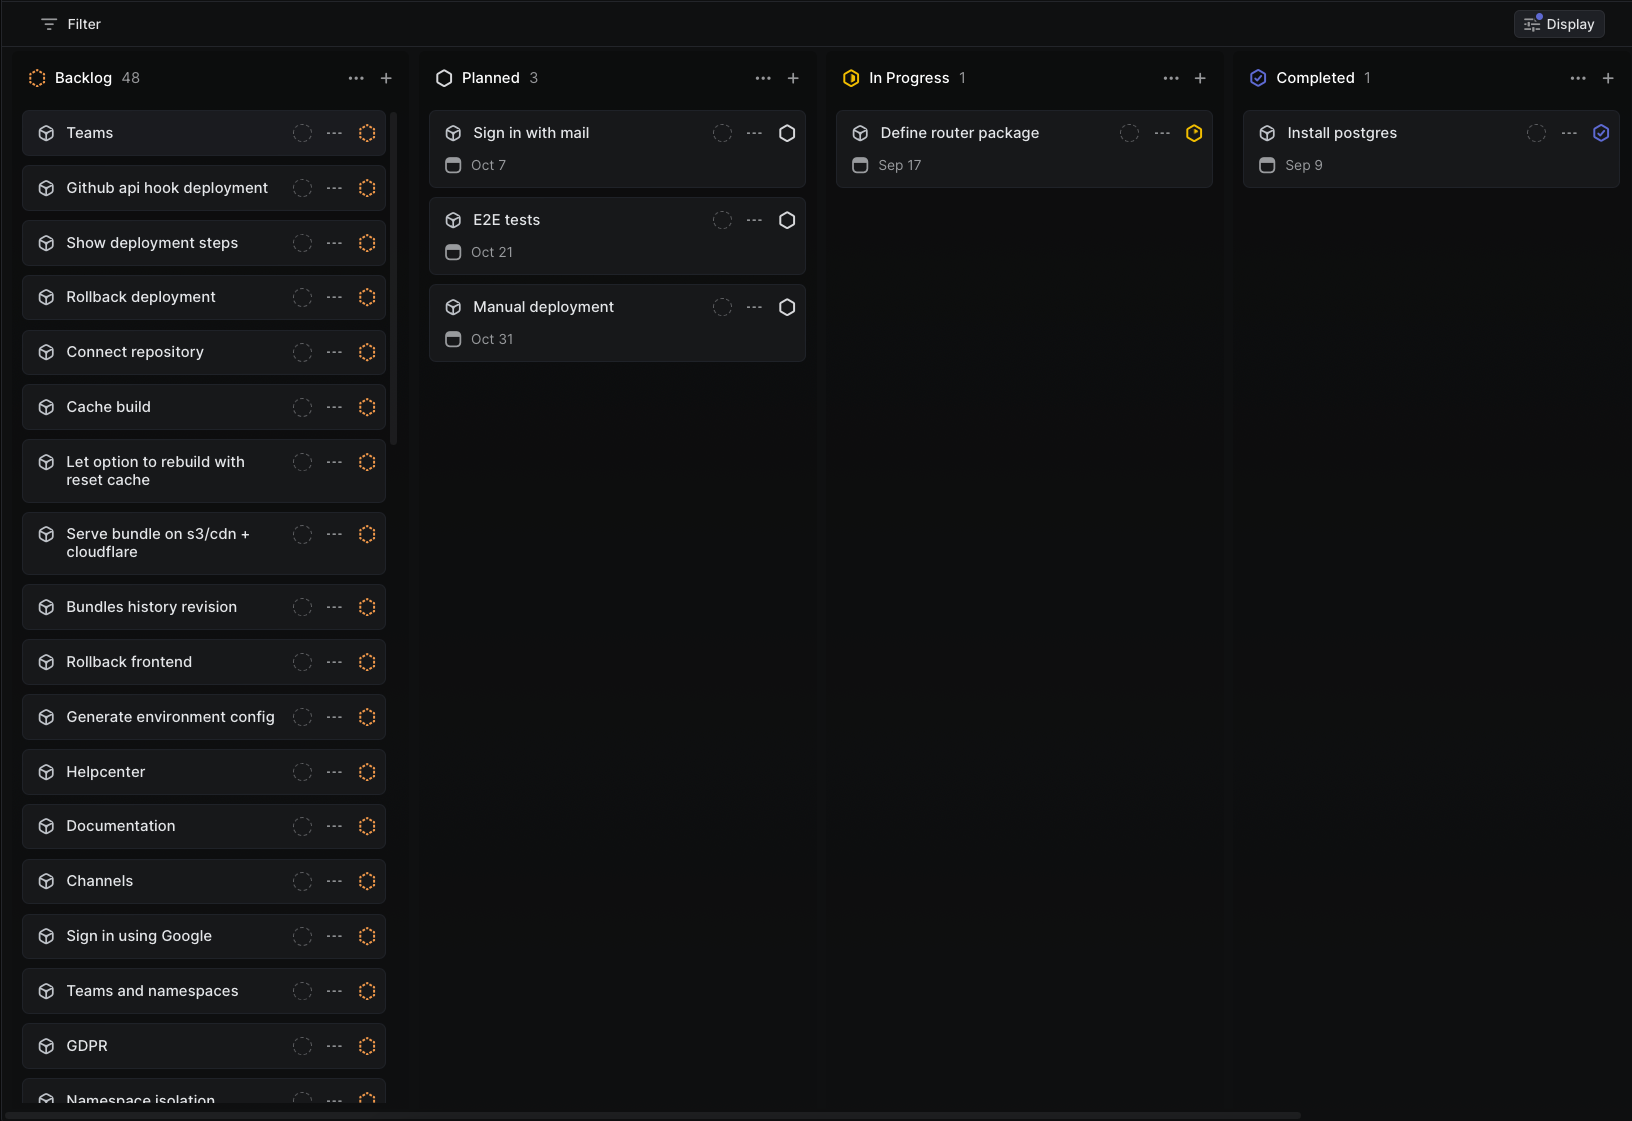 Filter
Display
Backlog 48
Teams
Github api hook deployment
Show deployment steps
Rollback deployment
Connect repository
Cache build
Let option to rebuild with
reset cache
Serve bundle on s3/cdn +
cloudflare
Bundles history revision
Rollback frontend
Generate environment config
Helpcenter
Documentation
Channels
Sign in using Google
Teams and namespaces
GDPR
Namespace isolation
Planned 3
Sign in with mail
Oct 7
E2E tests
Oct 21
Manual deployment
Oct 31
In Progress 1
Define router package
Sep 17
Completed 1
Install postgres
Sep 9